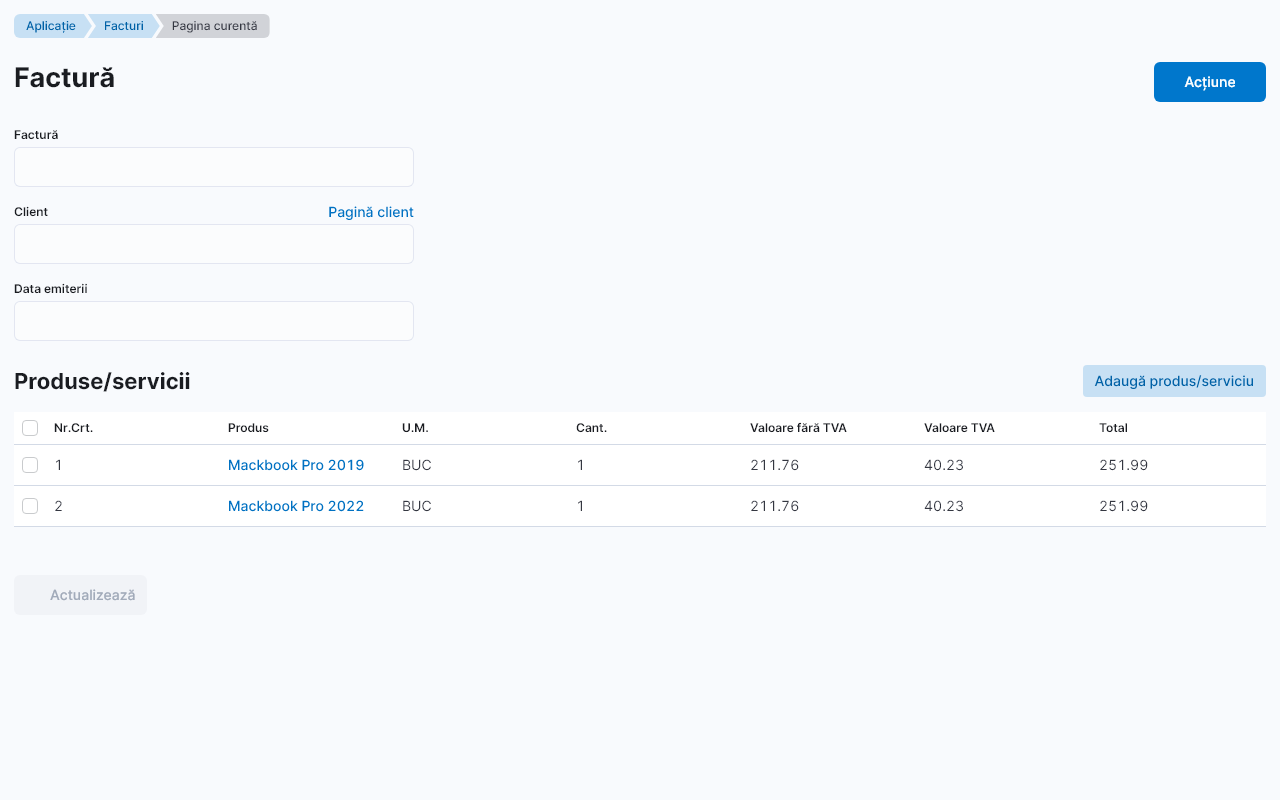 Aplicație Facturi Pagina curentă
Factură
Acțiune
Factură
Client Pagină client
Data emiterii
Produse/servicii
Adaugă produs/serviciu
Nr.Crt. Produs U.M. Cant. Valoare fără TVA Valoare TVA Total
1 Mackbook Pro 2019 BUC 1 211.76 40.23 251.99
2 Mackbook Pro 2022 BUC 1 211.76 40.23 251.99
Actualizează